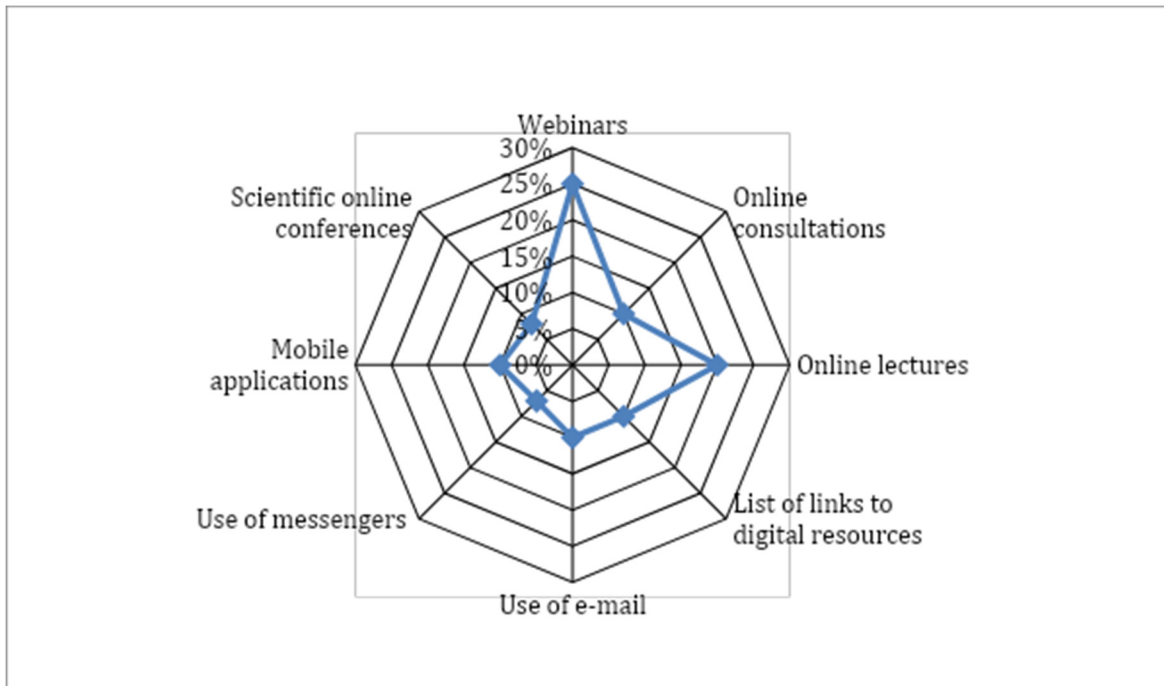 Webinars
30%
25%
20%
15%
10%
5%
0%
Online
consultations
Online lectures
List of links to
digital resources
Use of e-mail
Use of messengers
Mobile
applications
Scientific online
conferences